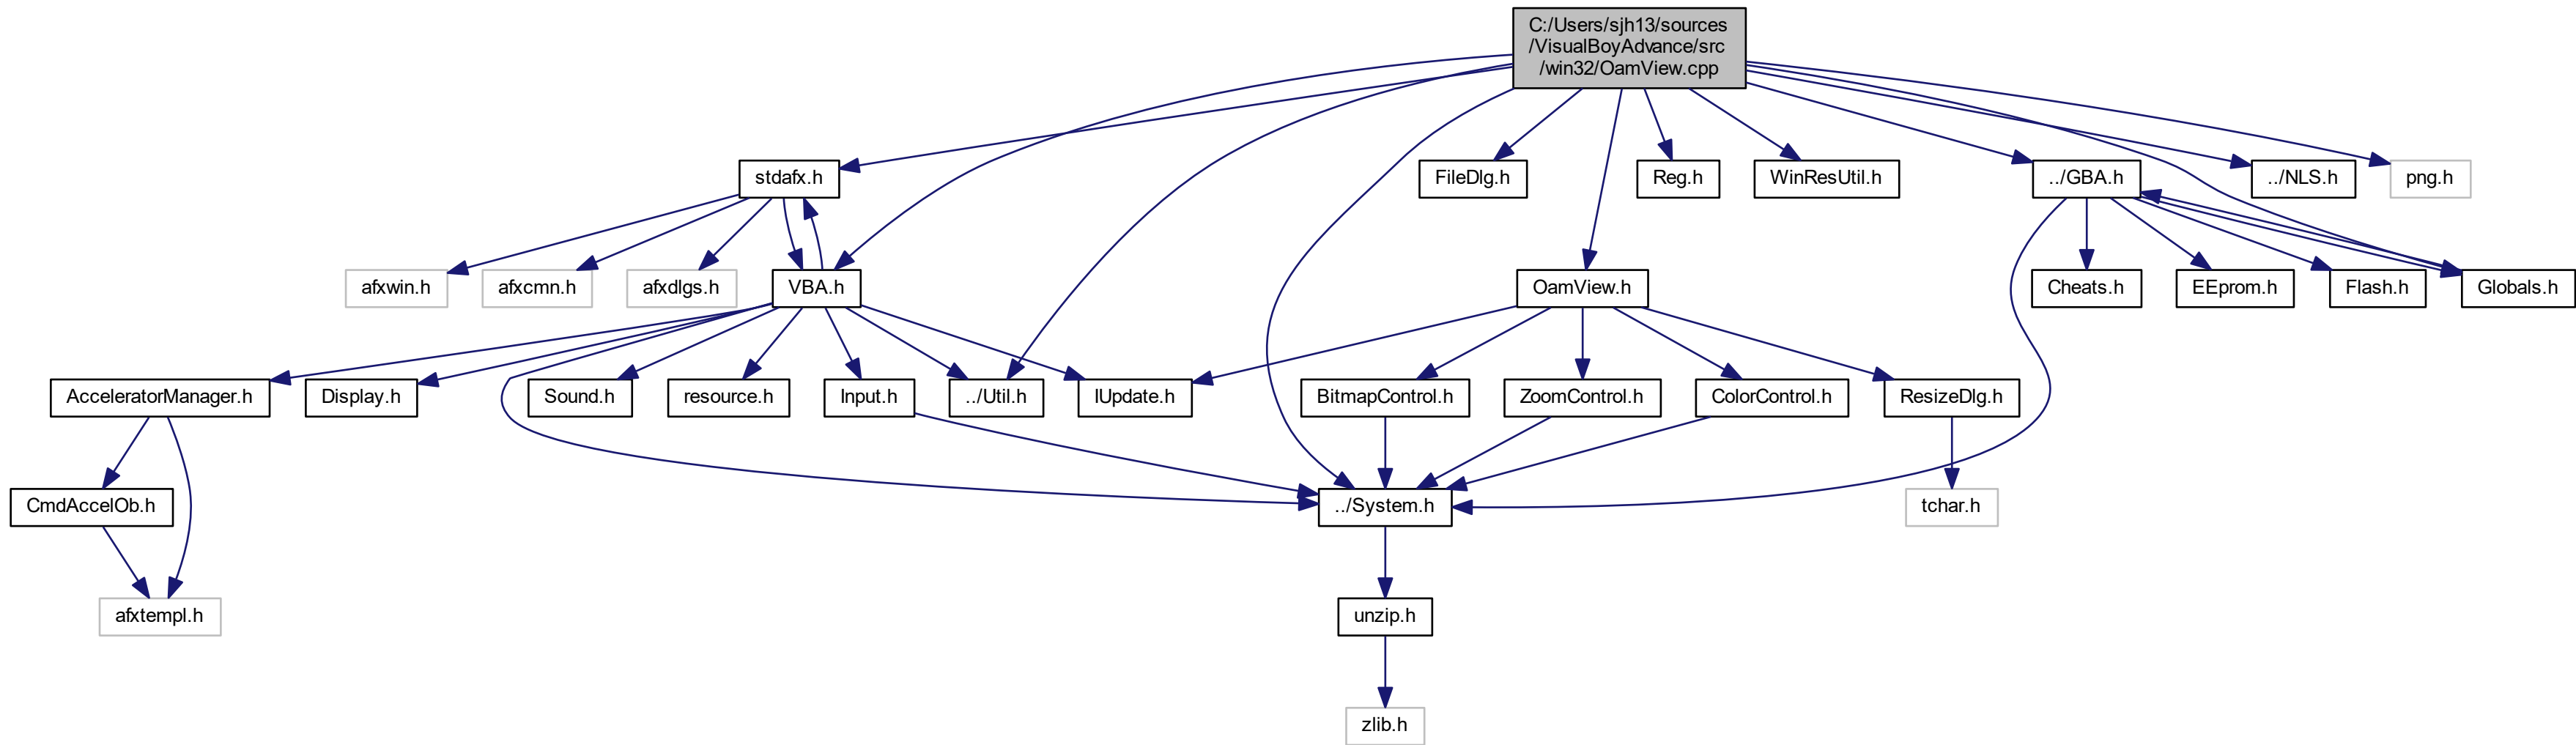 C:/Users/sjh13/sources
/VisualBoyAdvance/src
/win32/OamView.cpp
stdafx.h
FileDlg.h
Reg.h
WinResUtil.h
../GBA.h
../NLS.h
png.h
afxwin.h
afxcmn.h
afxdlgs.h
VBA.h
OamView.h
Cheats.h
EEprom.h
Flash.h
Globals.h
AcceleratorManager.h
Display.h
Sound.h
resource.h
Input.h
../Util.h
IUpdate.h
BitmapControl.h
ZoomControl.h
ColorControl.h
ResizeDlg.h
CmdAccelOb.h
../System.h
tchar.h
afxtempl.h
unzip.h
zlib.h